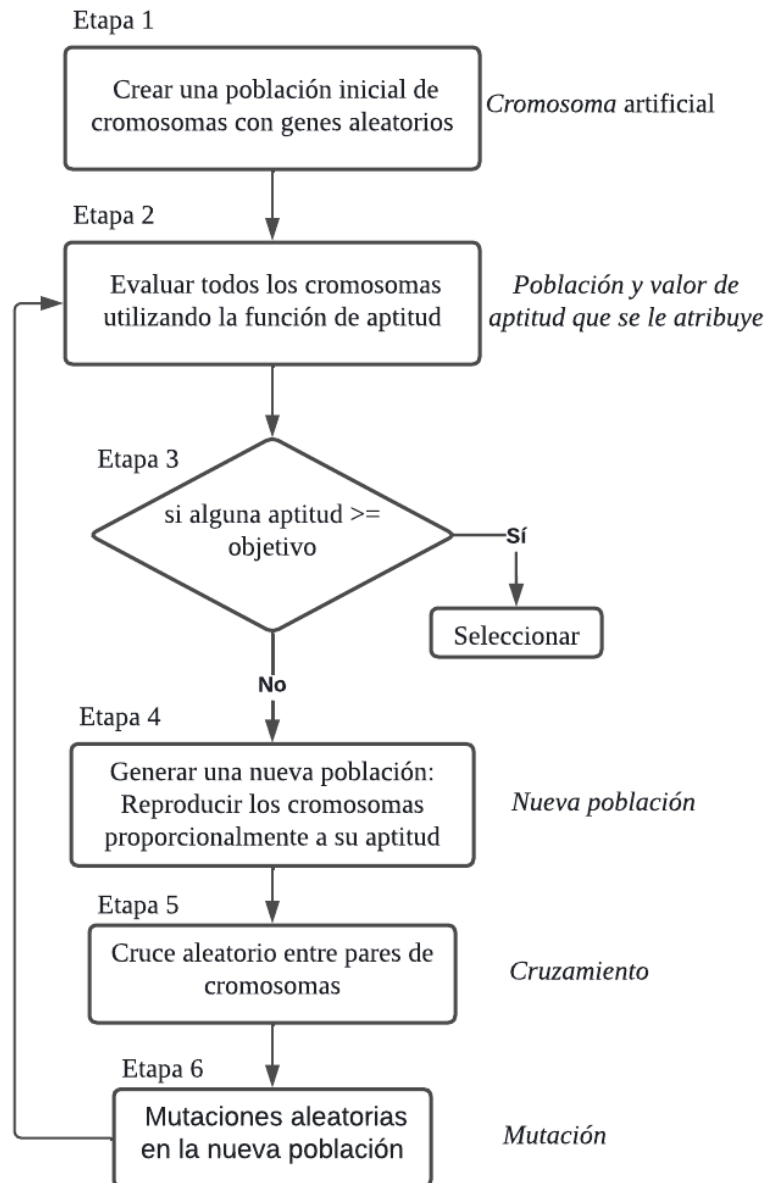 Etapa 1
Crear una población inicial de
cromosomas con genes aleatorios
Cromosoma artificial
Etapa 2
Evaluar todos los cromosomas
utilizando la función de aptitud
Población y valor de
aptitud que se le atribuye
Etapa 3
si alguna aptitud >=
objetivo
Sí
Seleccionar
No
Etapa 4
Generar una nueva población:
Reproducir los cromosomas
proporcionalmente a su aptitud
Nueva población
Etapa 5
Cruce aleatorio entre pares de
cromosomas
Cruzamiento
Etapa 6
Mutaciones aleatorias
en la nueva población
Mutación